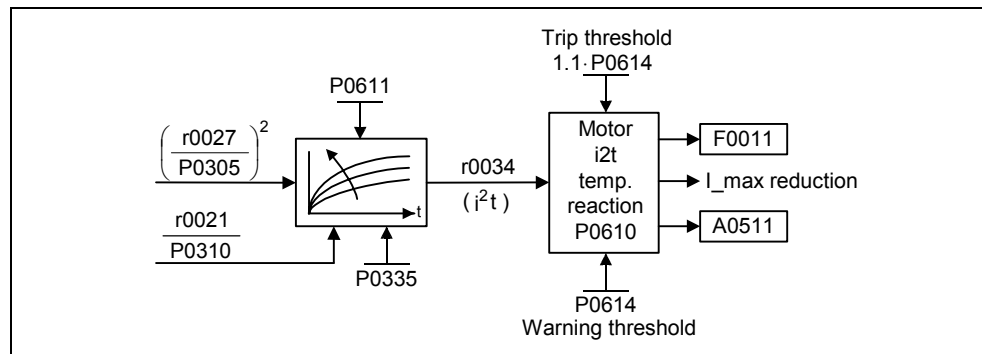 Trip threshold
1.1·P0614
P0611
(r0027/P0305)²
r0021/P0310
t
P0335
r0034
(i²t)
Motor
i2t
temp.
reaction
P0610
F0011
I_max reduction
A0511
P0614
Warning threshold